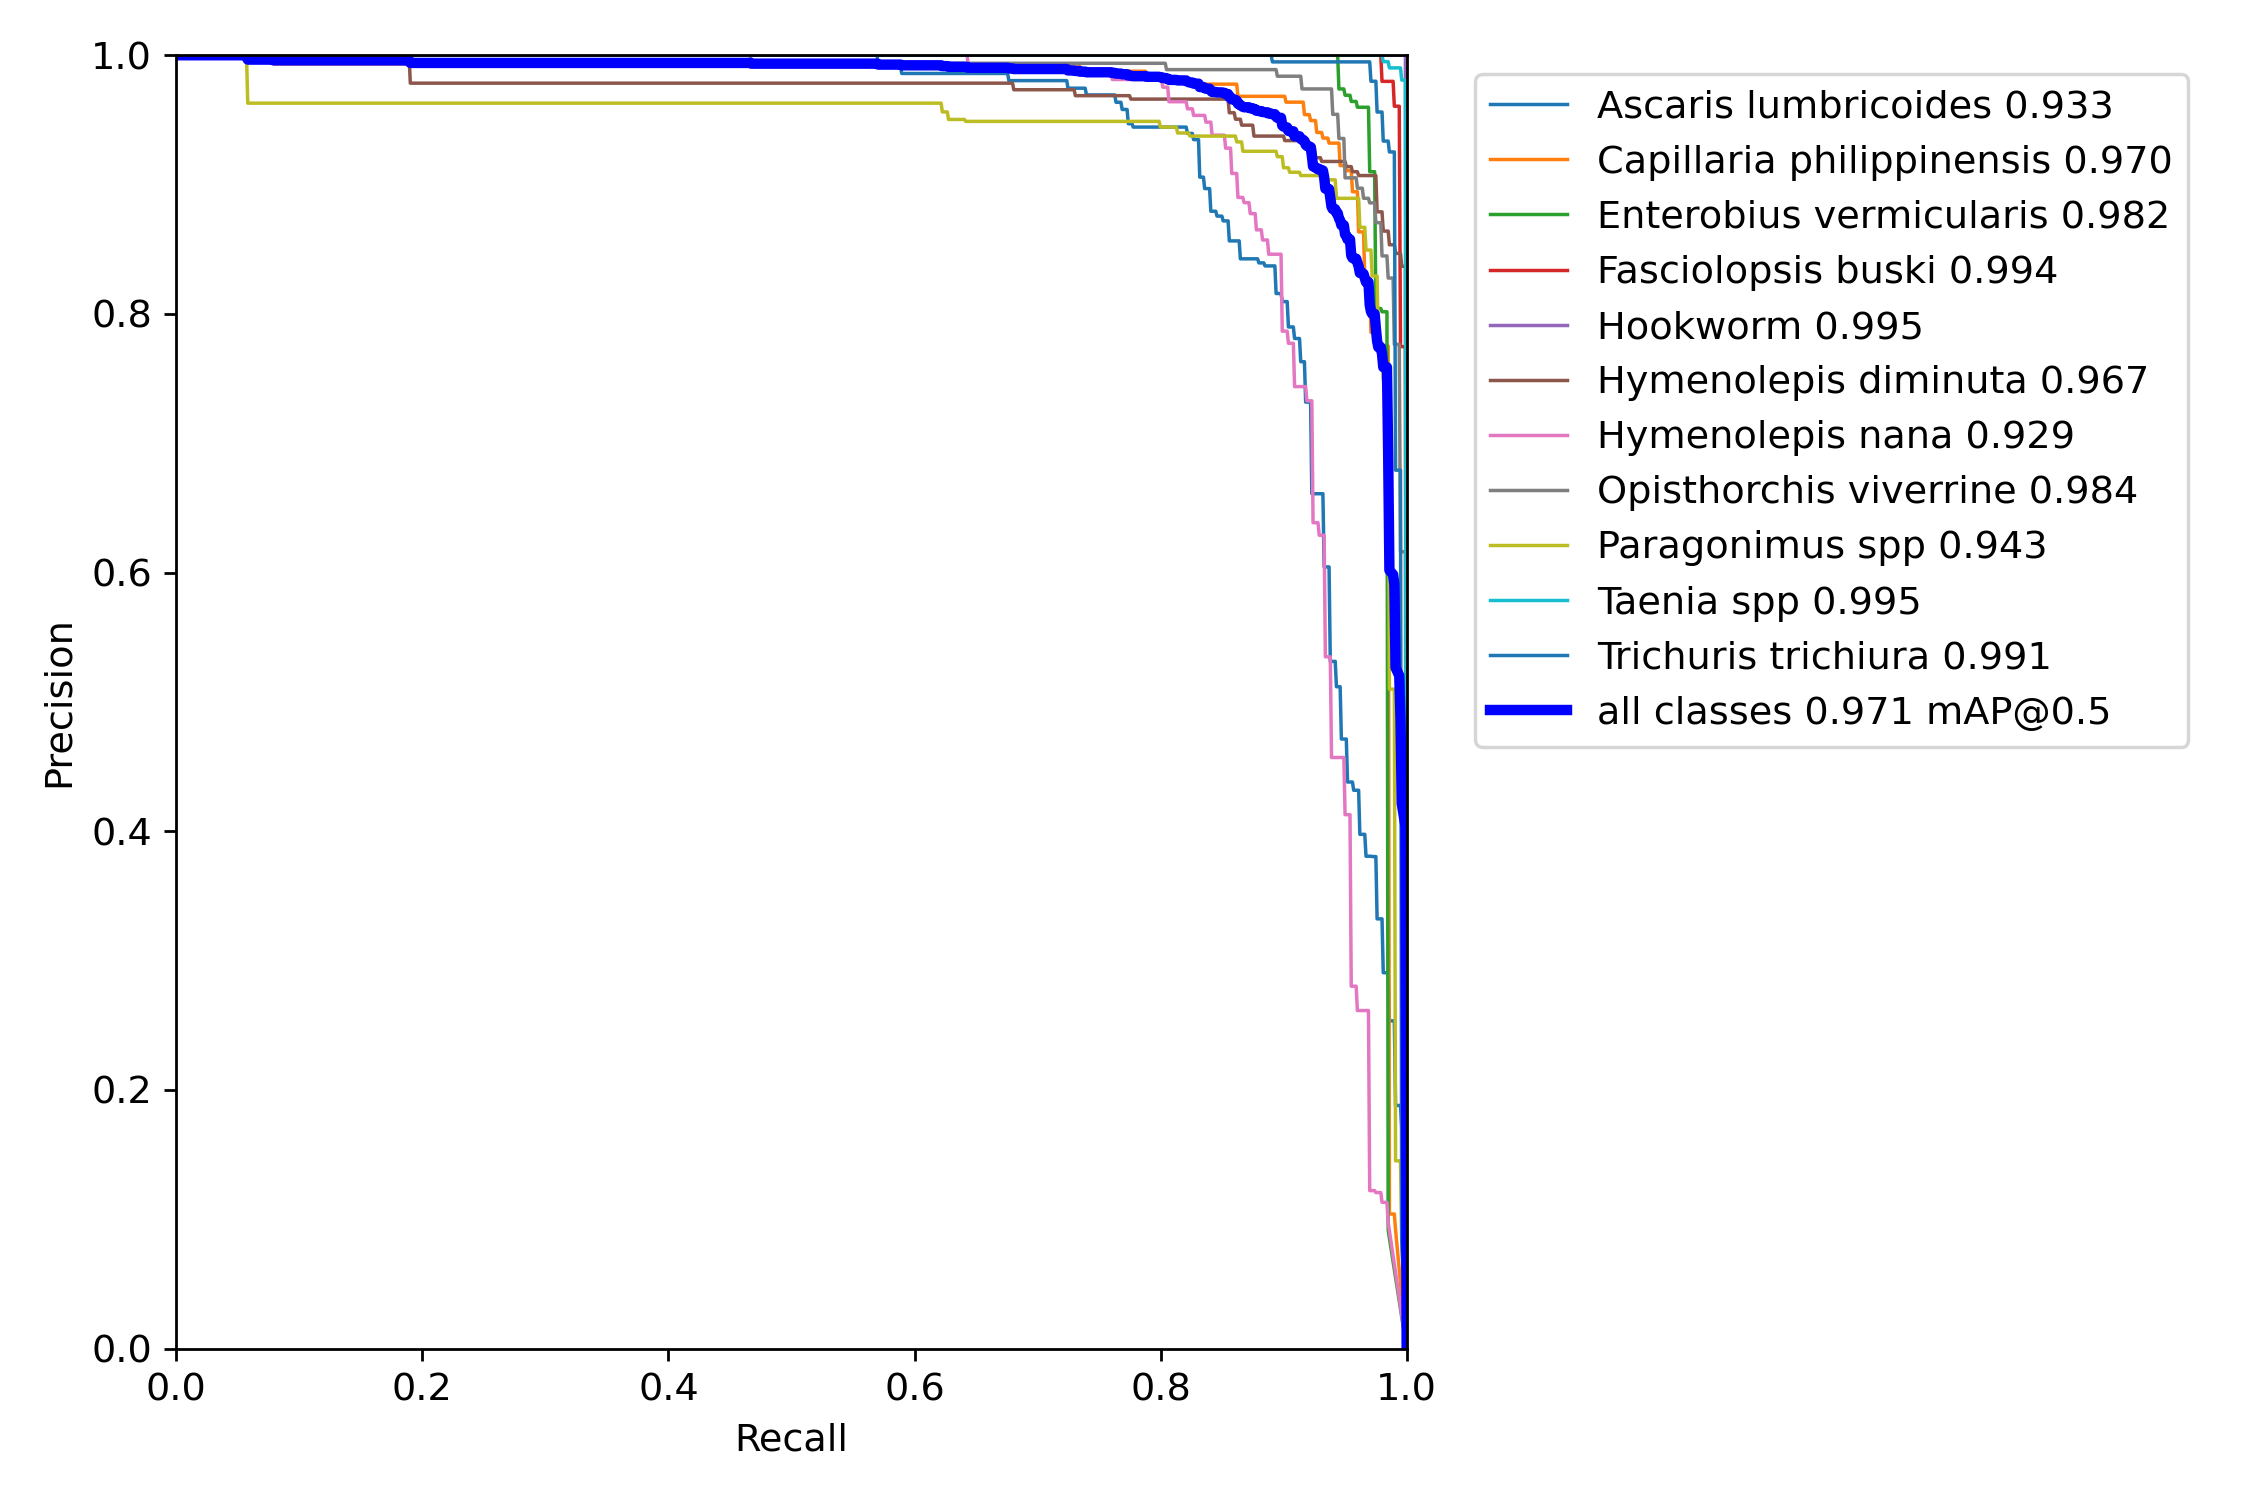 1.0
0.8
0.6
0.4
0.2
0.0
Precision
0.0 0.2 0.4 0.6 0.8 1.0
Recall
Ascaris lumbricoides 0.933
Capillaria philippinensis 0.970
Enterobius vermicularis 0.982
Fasciolopsis buski 0.994
Hookworm 0.995
Hymenolepis diminuta 0.967
Hymenolepis nana 0.929
Opisthorchis viverrine 0.984
Paragonimus spp 0.943
Taenia spp 0.995
Trichuris trichiura 0.991
all classes 0.971 mAP@0.5